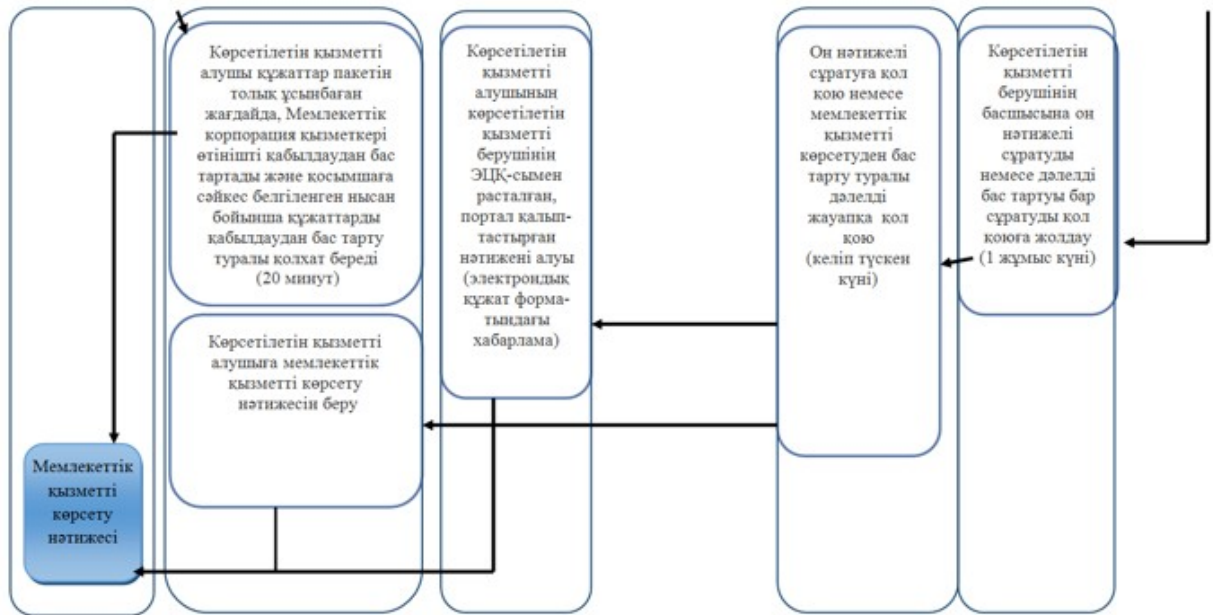 Көрсетілетін қызметті
алушы құжаттар пакетін
толық ұсынбаған
жағдайда, Мемлекеттік
корпорация қызметкері
өтінішті қабылдаудан бас
тартады және қосымшаға
сәйкес белгіленген нысан
бойынша құжаттарды
қабылдаудан бас тарту
туралы қолхат береді
(20 минут)
Көрсетілетін қызметті
алушыға мемлекеттік
қызметті көрсету
нәтижесін беру
Көрсетілетін
қызметті
алушының
көрсетілетін
қызметті
берушінің
ЭЦҚ-сымен
расталған,
портал қалып-
тастырған
нәтижені алуы
(электрондық
құжат форма-
тындағы
хабарлама)
Он нәтижелі
сұратуға қол
қою немесе
мемлекеттік
қызметті
көрсетуден бас
тарту туралы
дәлелді
жауапқа қол
қою
(келіп түскен
күні)
Көрсетілетін
қызметті
берушінің
басшысына он
нәтижелі
сұратуды
немесе дәлелді
бас тартуы бар
сұратуды қол
қоюға жолдау
(1 жұмыс күні)
Мемлекеттік
қызметті
көрсету
нәтижесі